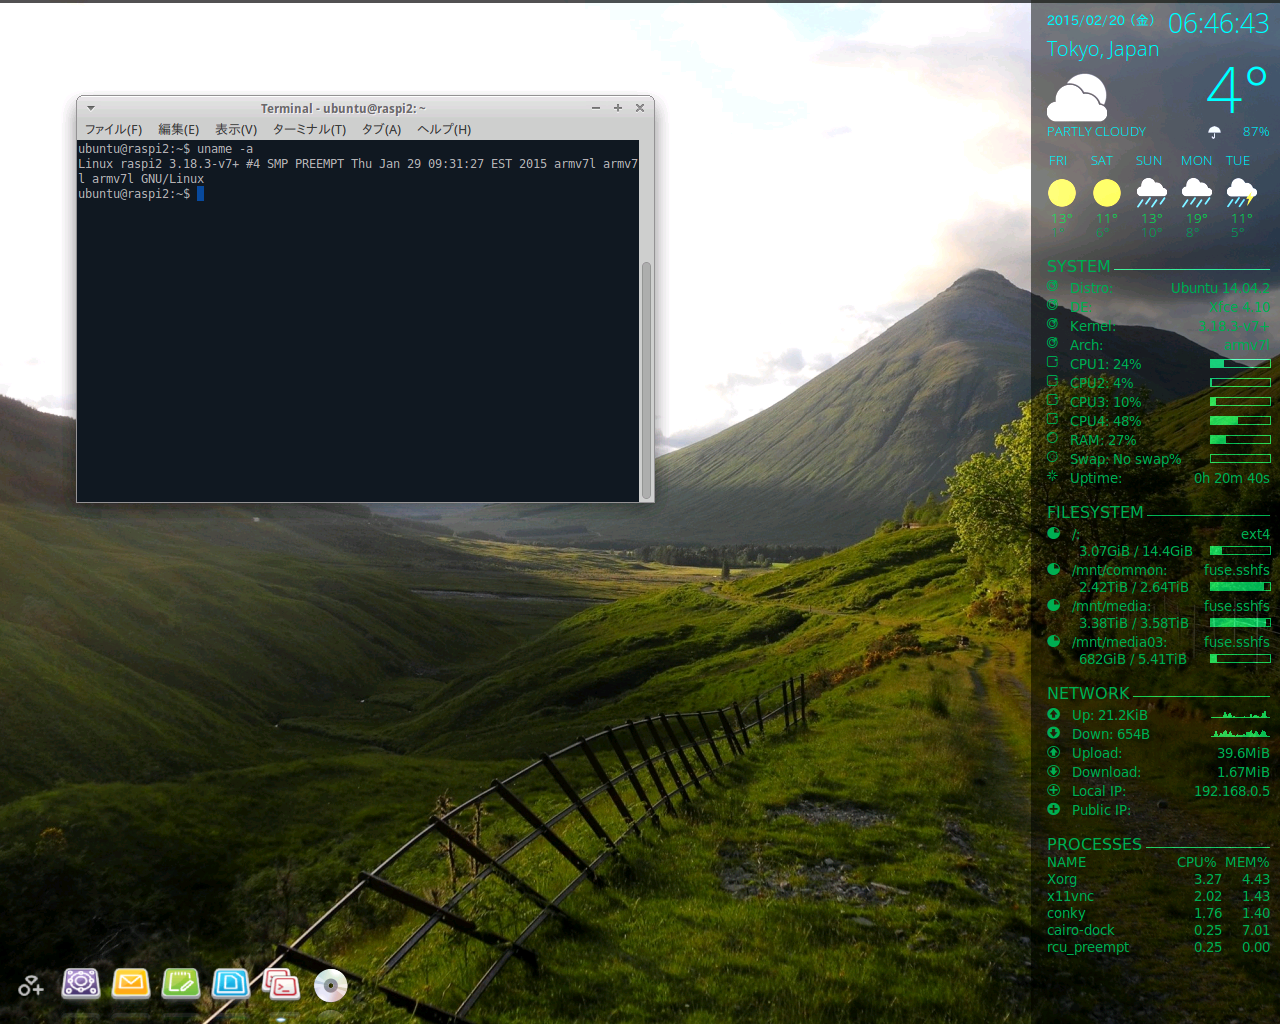 Terminal - ubuntu@raspi2: ~
ファイル(F) 編集(E) 表示(V) ターミナル(T) タブ(A) ヘルプ(H)
ubuntu@raspi2:~$ uname -a
Linux raspi2 3.18.3-v7+ #4 SMP PREEMPT Thu Jan 29 09:31:27 EST 2015 armv7l armv7
l armv7l GNU/Linux
ubuntu@raspi2:~$
2015/02/20 (金) 06:46:43
Tokyo, Japan
4°
PARTLY CLOUDY 87%
FRI SAT SUN MON TUE
13° 11° 13° 19° 11°
6° 10° 8° 5°
SYSTEM
Distro: Ubuntu 14.04.2
DE: Xfce 4.10
Kernel: 3.18.3-v7+
Arch: armv7l
CPU1: 24%
CPU2: 4%
CPU3: 10%
CPU4: 48%
RAM: 27%
Swap: No swap%
Uptime: 0h 20m 40s
FILESYSTEM
/: ext4
3.07GiB / 14.4GiB
/mnt/common: fuse.sshfs
2.42TiB / 2.64TiB
/mnt/media: fuse.sshfs
3.38TiB / 3.58TiB
/mnt/media03: fuse.sshfs
682GiB / 5.41TiB
NETWORK
Up: 21.2KiB
Down: 654B
Upload: 39.6MiB
Download: 1.67MiB
Local IP: 192.168.0.5
Public IP:
PROCESSES
NAME CPU% MEM%
Xorg 3.27 4.43
x11vnc 2.02 1.43
conky 1.76 1.40
cairo-dock 0.25 7.01
rcu_preempt 0.25 0.00